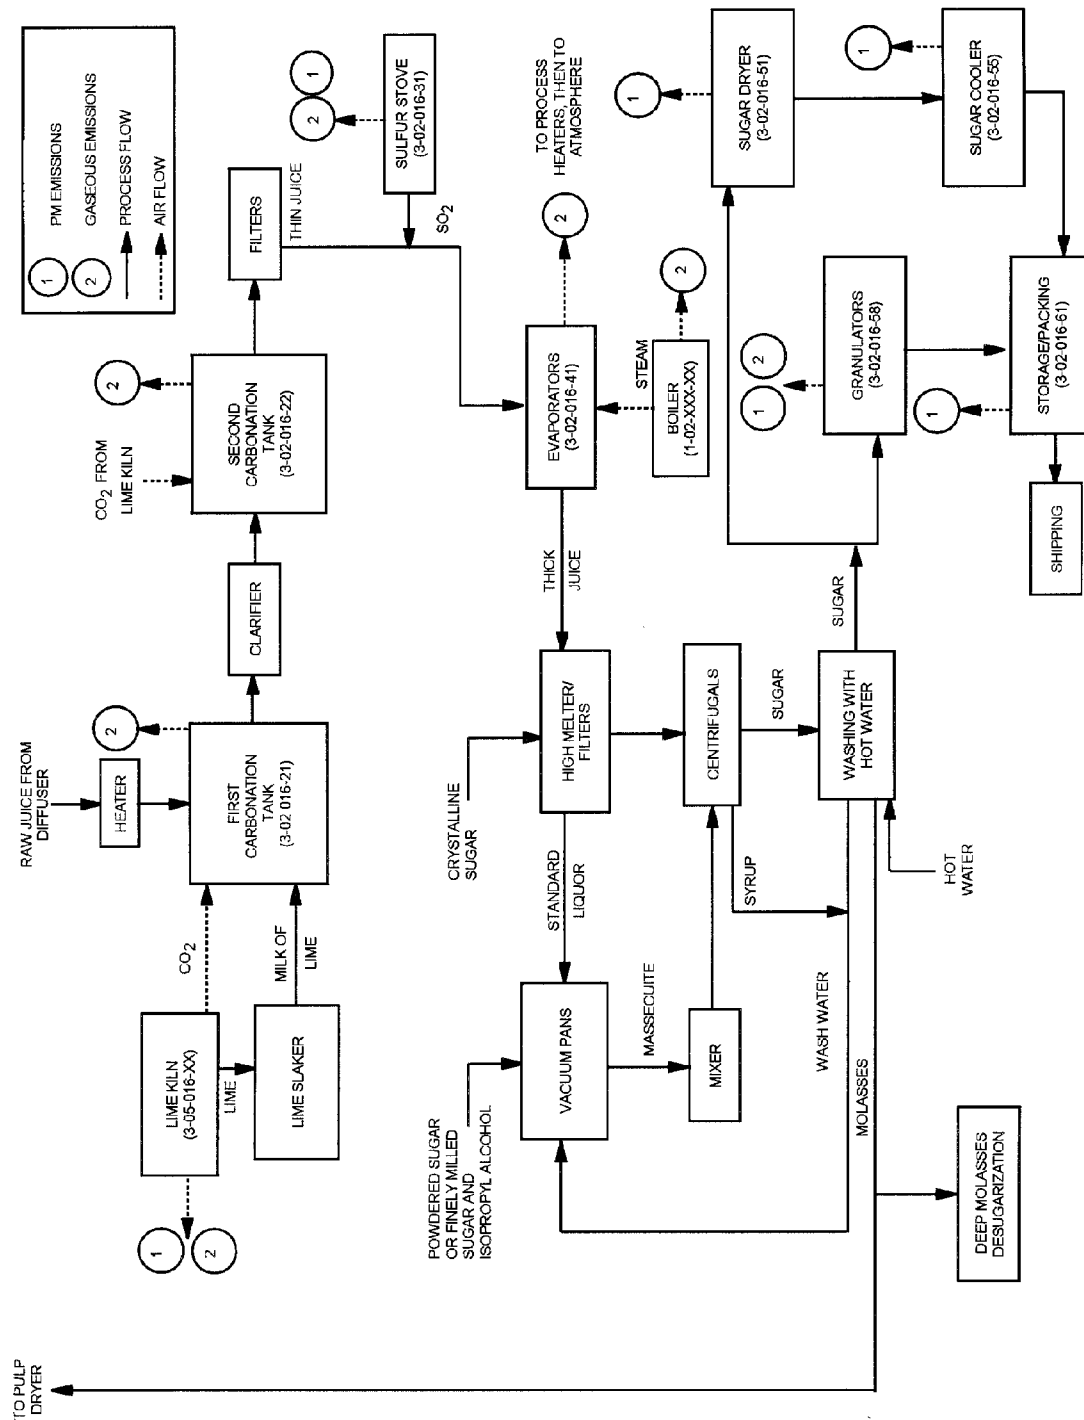 1
PM EMISSIONS
2
GASEOUS EMISSIONS
PROCESS FLOW
AIR FLOW
TO PULP
DRYER
RAW JUICE FROM
DIFFUSER
HEATER
2
CO2 FROM
LIME KILN
2
1
2
LIME KILN
(3-05-016-XX)
CO2
LIME
LIME SLAKER
MILK OF
LIME
FIRST
CARBONATION
TANK
(3-02 016-21)
CLARIFIER
SECOND
CARBONATION
TANK
(3-02-016-22)
FILTERS
THIN JUICE
2
1
SULFUR STOVE
(3-02-016-31)
SO2
POWDERED SUGAR
OR FINELY MILLED
SUGAR AND
ISOPROPYL ALCOHOL
VACUUM PANS
STANDARD
LIQUOR
CRYSTALLINE
SUGAR
HIGH MELTER/
FILTERS
THICK
JUICE
EVAPORATORS
(3-02-016-41)
2
TO PROCESS
HEATERS, THEN TO
ATMOSPHERE
STEAM
BOILER
(1-02-XXX-XX)
2
MASSECUITE
MIXER
CENTRIFUGALS
SYRUP
SUGAR
WASH WATER
MOLASSES
WASHING WITH
HOT WATER
HOT
WATER
SUGAR
DEEP MOLASSES
DESUGARIZATION
1
SUGAR DRYER
(3-02-016-51)
1
SUGAR COOLER
(3-02-016-55)
1
2
GRANULATORS
(3-02-016-58)
1
STORAGE/PACKING
(3-02-016-61)
SHIPPING